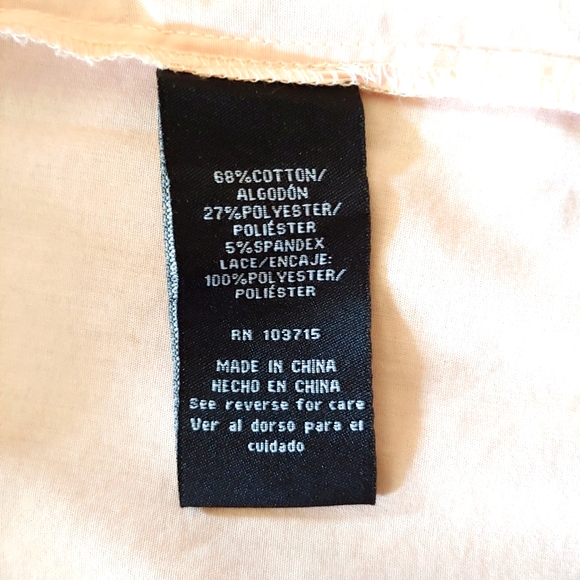 68%COTTON/
ALGODÓN
27%POLYESTER/
POLIÉSTER
5%SPANDEX
LACE/ENCAJE:
100%POLYESTER/
POLIÉSTER
RN 103715
MADE IN CHINA
HECHO EN CHINA
See reverse for care
Ver al dorso para el
cuidado